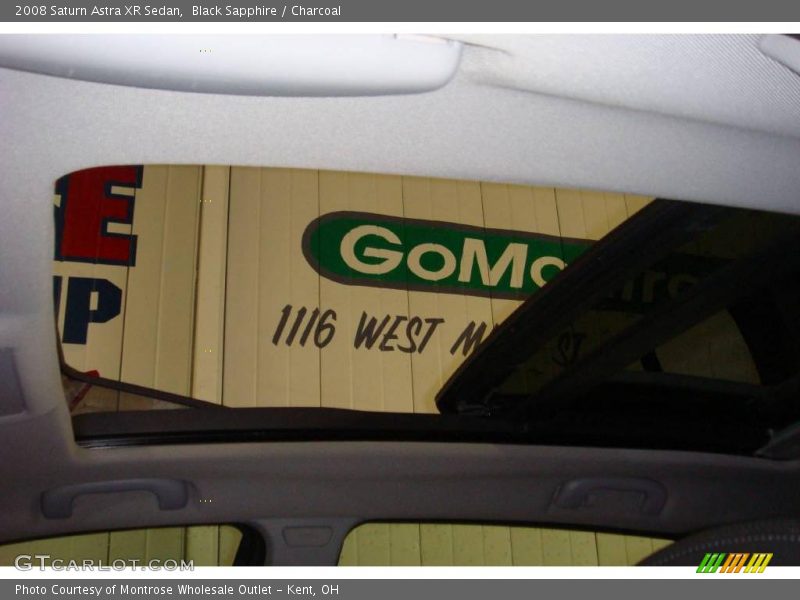 2008 Saturn Astra XR Sedan, Black Sapphire / Charcoal
E
GoMo
1116 WEST
ST
GTCARLOT.COM
Photo Courtesy of Montrose Wholesale Outlet - Kent, OH